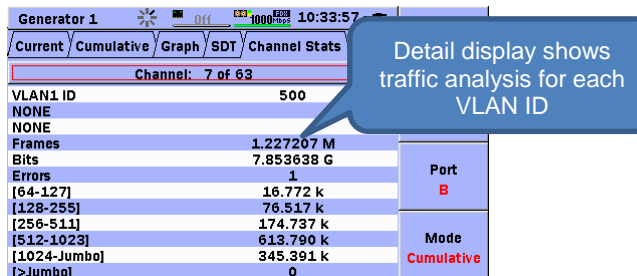 Generator 1 Off 1000Mbps FDX 10:33:57
Current Cumulative Graph SDT Channel Stats
Channel: 7 of 63
VLAN1 ID 500
NONE
NONE
Frames 1.227207 M
Bits 7.853638 G
Errors 1
[64-127] 16.772 k
[128-255] 76.517 k
[256-511] 174.737 k
[512-1023] 613.790 k
[1024-Jumbo] 345.391 k
[>Jumbo] 0
Port
B
Mode
Cumulative
Detail display shows
traffic analysis for each
VLAN ID